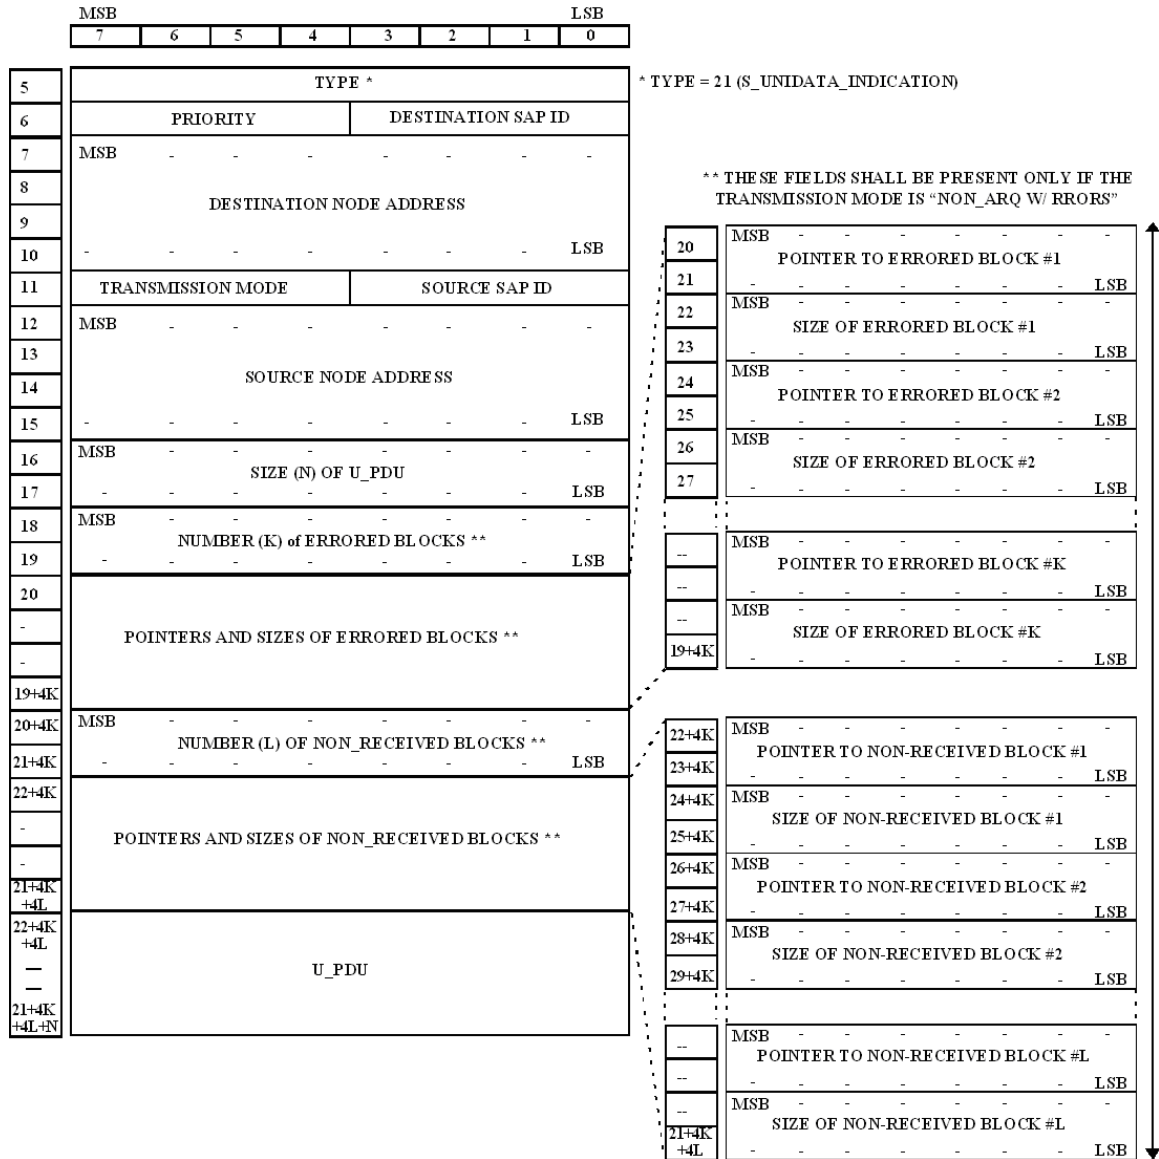 MSB LSB
7 6 5 4 3 2 1 0
5 TYPE * * TYPE = 21 (S_UNIDATA_INDICATION)
6 PRIORITY DESTINATION SAP ID
7 MSB - - - - - - -
8
DESTINATION NODE ADDRESS
9
10 - - - - - - - LSB
11 TRANSMISSION MODE SOURCE SAP ID
12 MSB - - - - - - -
13
SOURCE NODE ADDRESS
14
15 - - - - - - - LSB
16 MSB - - - - - - -
SIZE (N) OF U_PDU
17 - - - - - - - LSB
18 MSB - - - - - - -
NUMBER (K) of ERRORED BLOCKS **
19 - - - - - - - LSB
20
-
POINTERS AND SIZES OF ERRORED BLOCKS **
-
19+4K
20+4K MSB - - - - - - -
NUMBER (L) OF NON_RECEIVED BLOCKS **
21+4K - - - - - - - LSB
22+4K
-
POINTERS AND SIZES OF NON_RECEIVED BLOCKS **
-
21+4K
+4L
22+4K
+4L
—
U_PDU
—
21+4K
+4L+N
** THESE FIELDS SHALL BE PRESENT ONLY IF THE
TRANSMISSION MODE IS “NON_ARQ W/ RRORS”
20 MSB - - - - - - -
POINTER TO ERRORED BLOCK #1
21 - - - - - - - LSB
22 MSB - - - - - - -
SIZE OF ERRORED BLOCK #1
23 - - - - - - - LSB
24 MSB - - - - - - -
POINTER TO ERRORED BLOCK #2
25 - - - - - - - LSB
26 MSB - - - - - - -
SIZE OF ERRORED BLOCK #2
27 - - - - - - - LSB
-- MSB - - - - - - -
POINTER TO ERRORED BLOCK #K
-- - - - - - - - LSB
-- MSB - - - - - - -
SIZE OF ERRORED BLOCK #K
19+4K - - - - - - - LSB
22+4K MSB - - - - - - -
POINTER TO NON-RECEIVED BLOCK #1
23+4K - - - - - - - LSB
24+4K MSB - - - - - - -
SIZE OF NON-RECEIVED BLOCK #1
25+4K - - - - - - - LSB
26+4K MSB - - - - - - -
POINTER TO NON-RECEIVED BLOCK #2
27+4K - - - - - - - LSB
28+4K MSB - - - - - - -
SIZE OF NON-RECEIVED BLOCK #2
29+4K - - - - - - - LSB
-- MSB - - - - - - -
POINTER TO NON-RECEIVED BLOCK #L
-- - - - - - - - LSB
-- MSB - - - - - - -
SIZE OF NON-RECEIVED BLOCK #L
21+4K
+4L - - - - - - - LSB